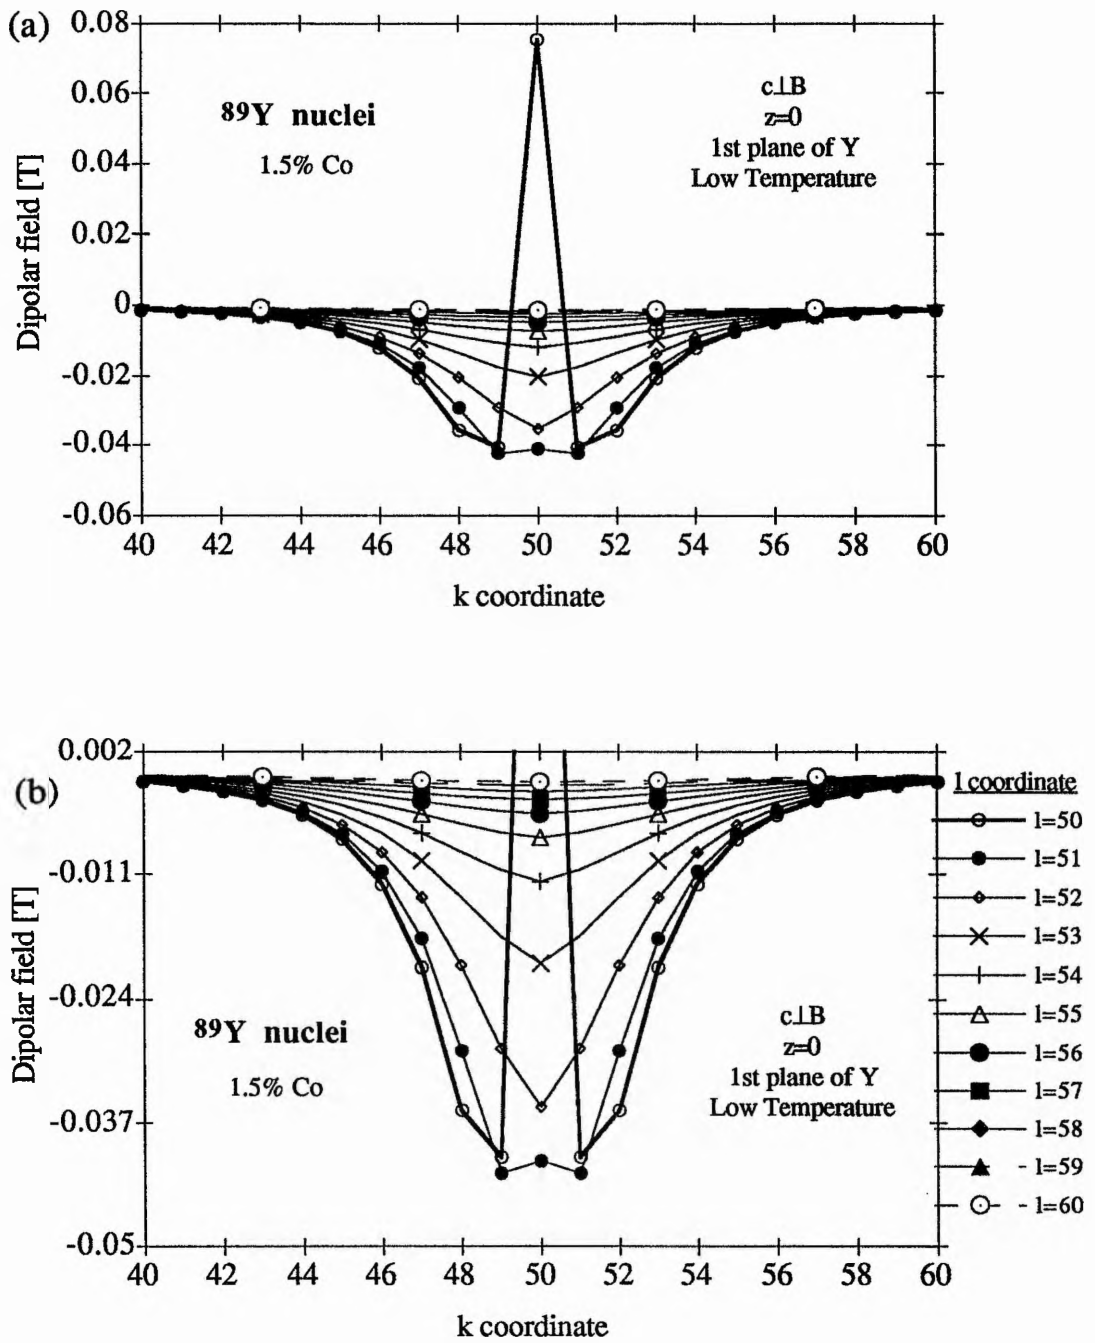 (a)
0.08
0.06
0.04
0.02
0
-0.02
-0.04
-0.06
Dipolar field [T]
89Y nuclei
1.5% Co
c⊥B
z=0
1st plane of Y
Low Temperature
40 42 44 46 48 50 52 54 56 58 60
k coordinate
(b)
0.002
-0.011
-0.024
-0.037
-0.05
Dipolar field [T]
89Y nuclei
1.5% Co
c⊥B
z=0
1st plane of Y
Low Temperature
40 42 44 46 48 50 52 54 56 58 60
k coordinate
l coordinate
l=50
l=51
l=52
l=53
l=54
l=55
l=56
l=57
l=58
l=59
l=60